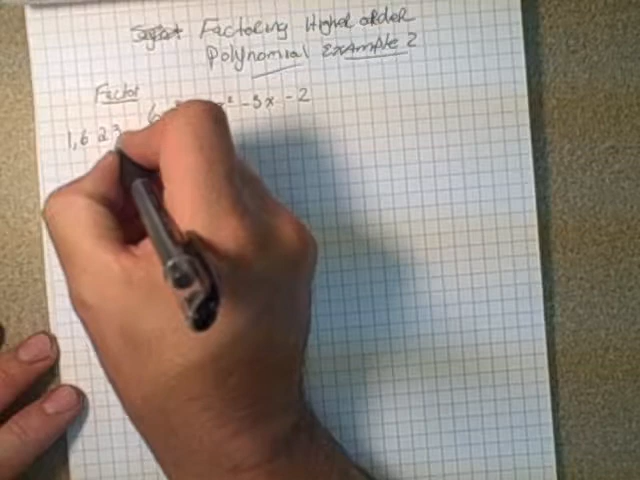 Factoring Higher order
Polynomial Example 2
Factor
1,6 2,3 6 x² -3x -2